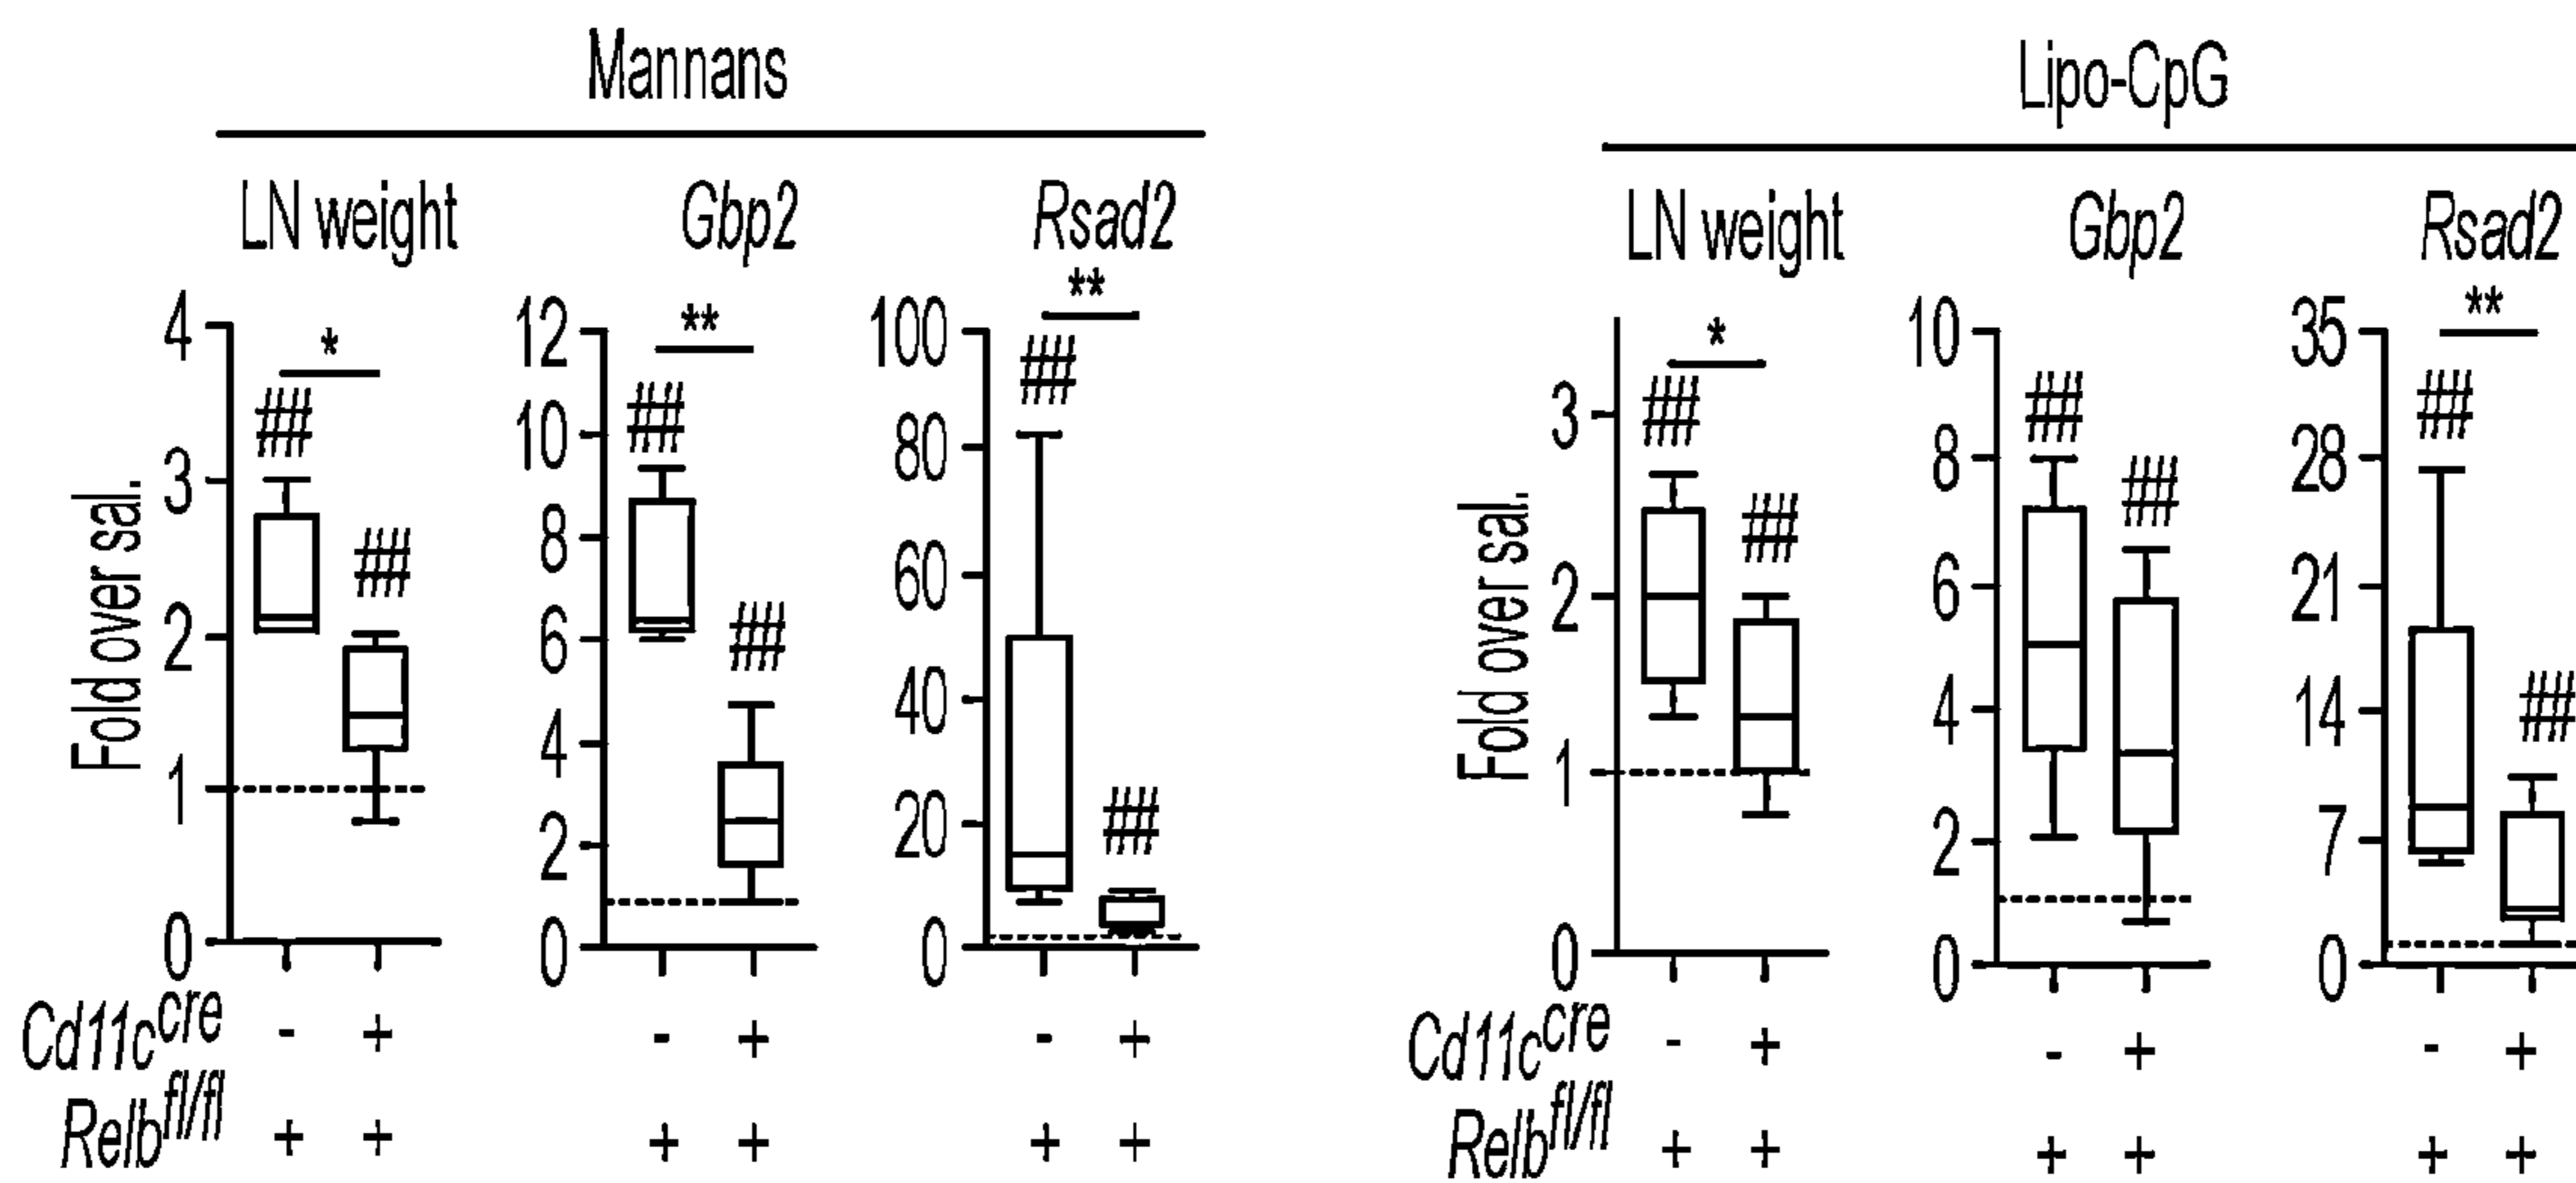 Mannans
Lipo-CpG
LN weight
Gbp2
Rsad2
LN weight
Gbp2
Rsad2
* ** ** * **
4
3
2
1
0
12
10
8
6
4
2
0
100
80
60
40
20
0
3
2
1
0
10
8
6
4
2
0
35
28
21
14
7
0
## ## ## ## ## ## ## ## ## ## ## ##
Fold over sal.
Fold over sal.
Cd11c^cre - + - + - +
Relb^fl/fl + + + + + +
Cd11c^cre - + - + - +
Relb^fl/fl + + + + + +